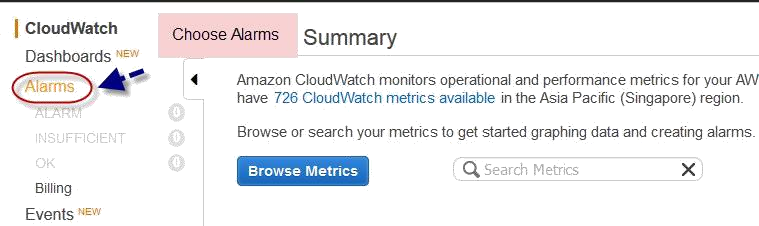 CloudWatch
Dashboards NEW
Alarms
ALARM 0
INSUFFICIENT 0
OK 0
Billing
Events NEW
Choose Alarms
Summary
Amazon CloudWatch monitors operational and performance metrics for your AW
have 726 CloudWatch metrics available in the Asia Pacific (Singapore) region.
Browse or search your metrics to get started graphing data and creating alarms.
Browse Metrics
Search Metrics